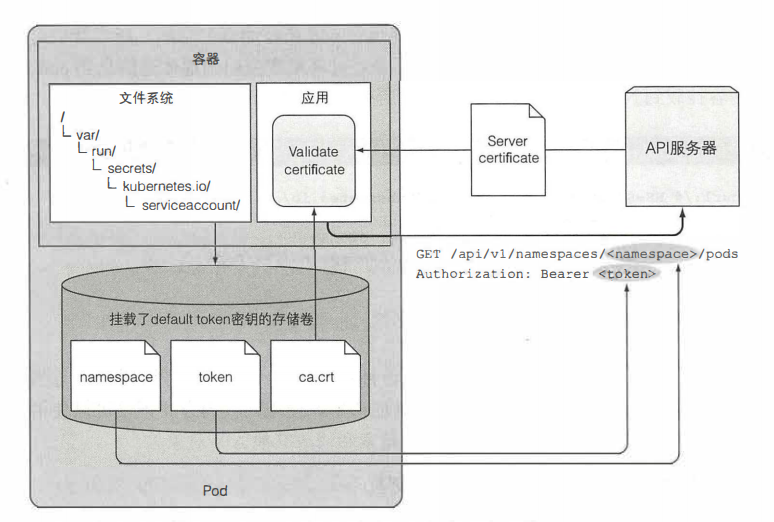 容器
文件系统
/
var/
run/
secrets/
kubernetes.io/
serviceaccount/
应用
Validate
certificate
Server
certificate
API服务器
GET /api/v1/namespaces/<namespace>/pods
Authorization: Bearer <token>
挂载了default token密钥的存储卷
namespace
token
ca.crt
Pod